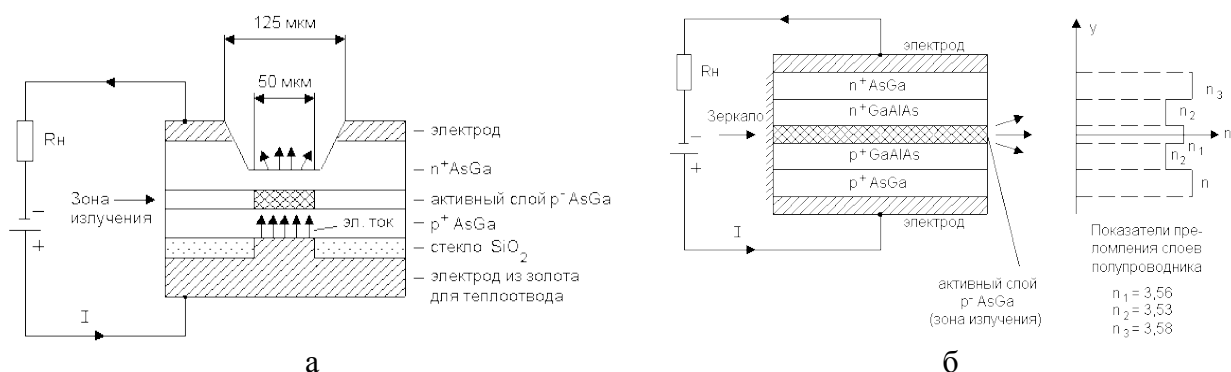 125 мкм
50 мкм
Rн
электрод
n⁺AsGa
Зона
излучения
активный слой p⁻AsGa
эл. ток
p⁺ AsGa
стекло SiO₂
электрод из золота
для теплоотвода
I
а
электрод
Rн
n⁺AsGa
n⁺GaAlAs
Зеркало
p⁺GaAlAs
p⁺AsGa
электрод
I
активный слой
p⁻AsGa
(зона излучения)
y
n₃
n₂
n
n₁
n₂
n
Показатели пре-
ломления слоев
полупроводника
n₁ = 3,56
n₂ = 3,53
n₃ = 3,58
б